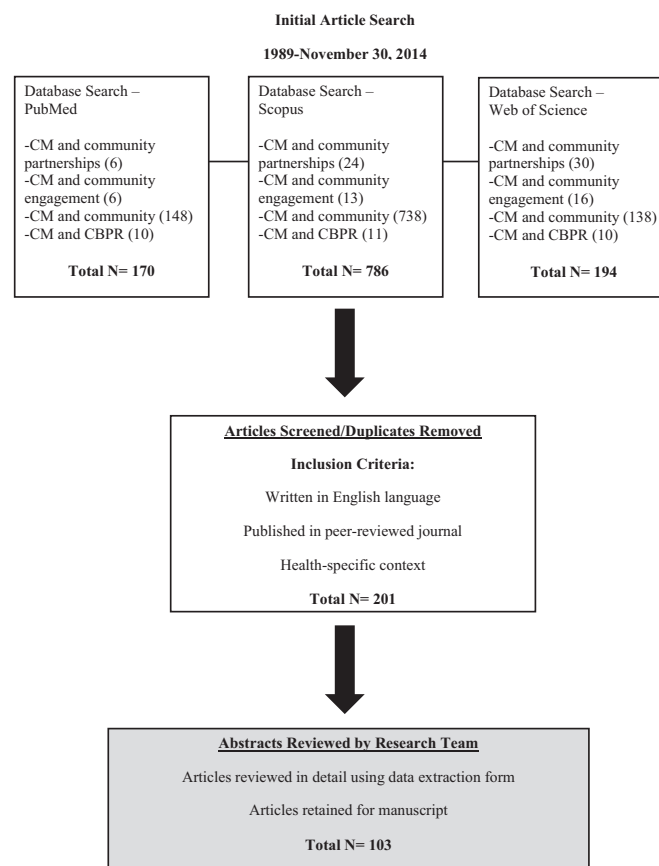 Initial Article Search
1989-November 30, 2014
Database Search –
PubMed
-CM and community
partnerships (6)
-CM and community
engagement (6)
-CM and community (148)
-CM and CBPR (10)
Total N= 170
Database Search –
Scopus
-CM and community
partnerships (24)
-CM and community
engagement (13)
-CM and community (738)
-CM and CBPR (11)
Total N= 786
Database Search –
Web of Science
-CM and community
partnerships (30)
-CM and community
engagement (16)
-CM and community (138)
-CM and CBPR (10)
Total N= 194
Articles Screened/Duplicates Removed
Inclusion Criteria:
Written in English language
Published in peer-reviewed journal
Health-specific context
Total N= 201
Abstracts Reviewed by Research Team
Articles reviewed in detail using data extraction form
Articles retained for manuscript
Total N= 103